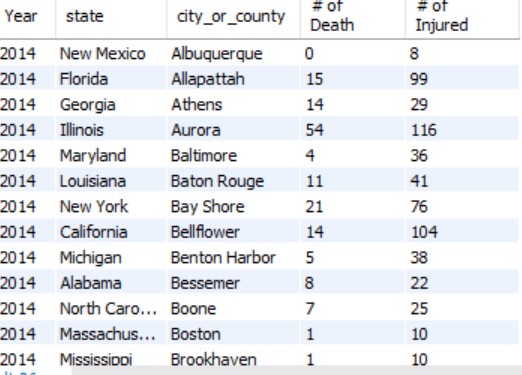 Year state city_or_county # of Death # of Injured
2014 New Mexico Albuquerque 0 8
2014 Florida Allapattah 15 99
2014 Georgia Athens 14 29
2014 Illinois Aurora 54 116
2014 Maryland Baltimore 4 36
2014 Louisiana Baton Rouge 11 41
2014 New York Bay Shore 21 76
2014 California Bellflower 14 104
2014 Michigan Benton Harbor 5 38
2014 Alabama Bessemer 8 22
2014 North Caro... Boone 7 25
2014 Massachus... Boston 1 10
2014 Mississippi Brookhaven 1 10